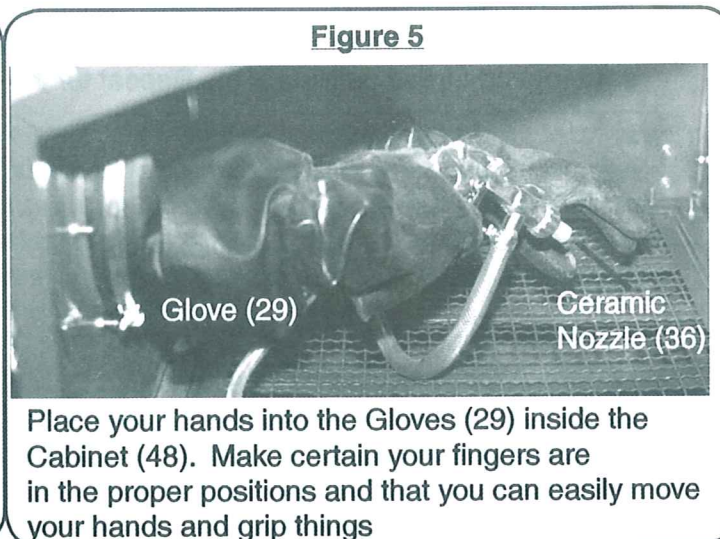 Figure 5
Glove (29)
Ceramic
Nozzle (36)
Place your hands into the Gloves (29) inside the
Cabinet (48).  Make certain your fingers are
in the proper positions and that you can easily move
your hands and grip things